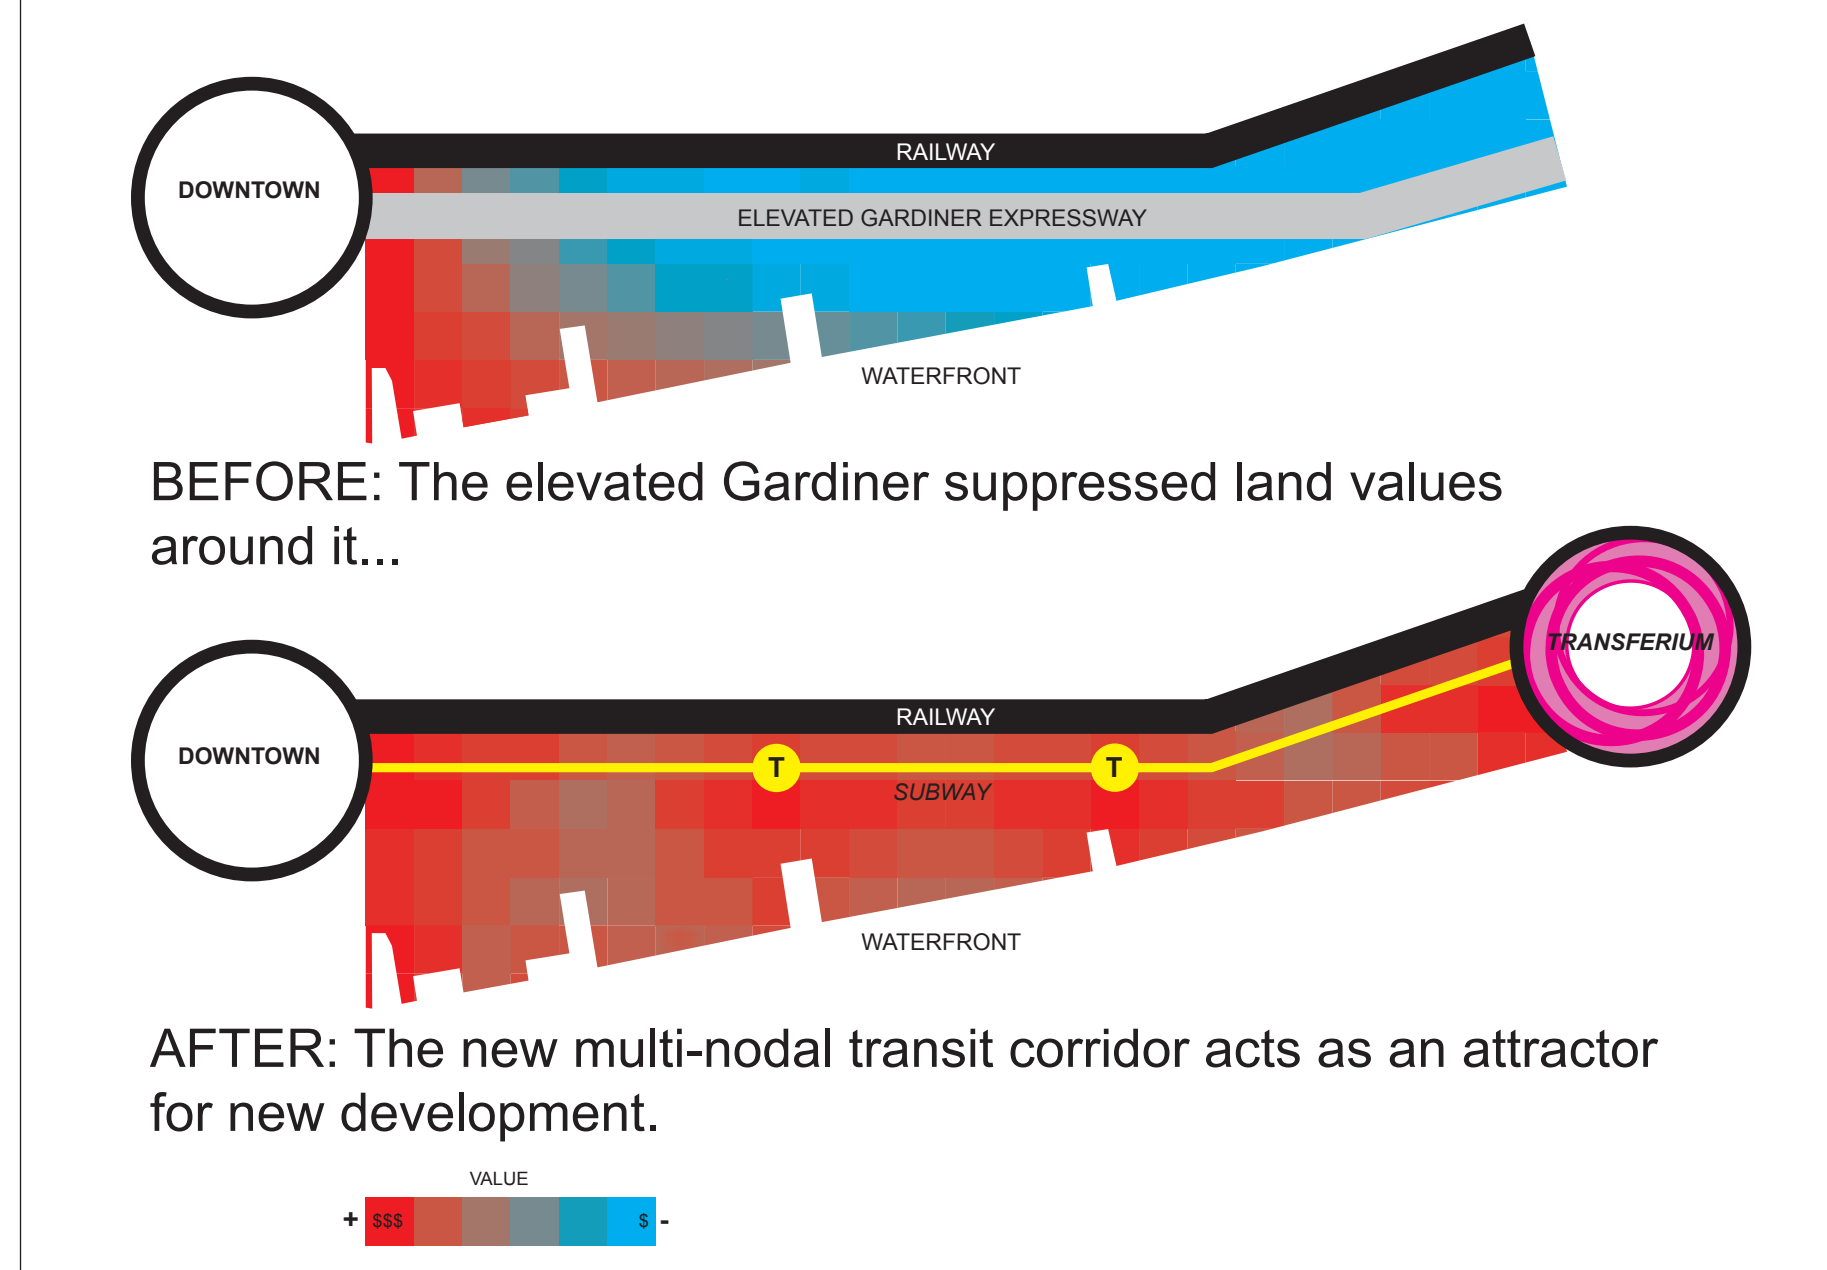 RAILWAY
DOWNTOWN
ELEVATED GARDINER EXPRESSWAY
WATERFRONT
BEFORE: The elevated Gardiner suppressed land values
around it...
TRANSFERIUM
RAILWAY
DOWNTOWN
T
T
SUBWAY
WATERFRONT
AFTER: The new multi-nodal transit corridor acts as an attractor
for new development.
VALUE
+ $$$ $ -